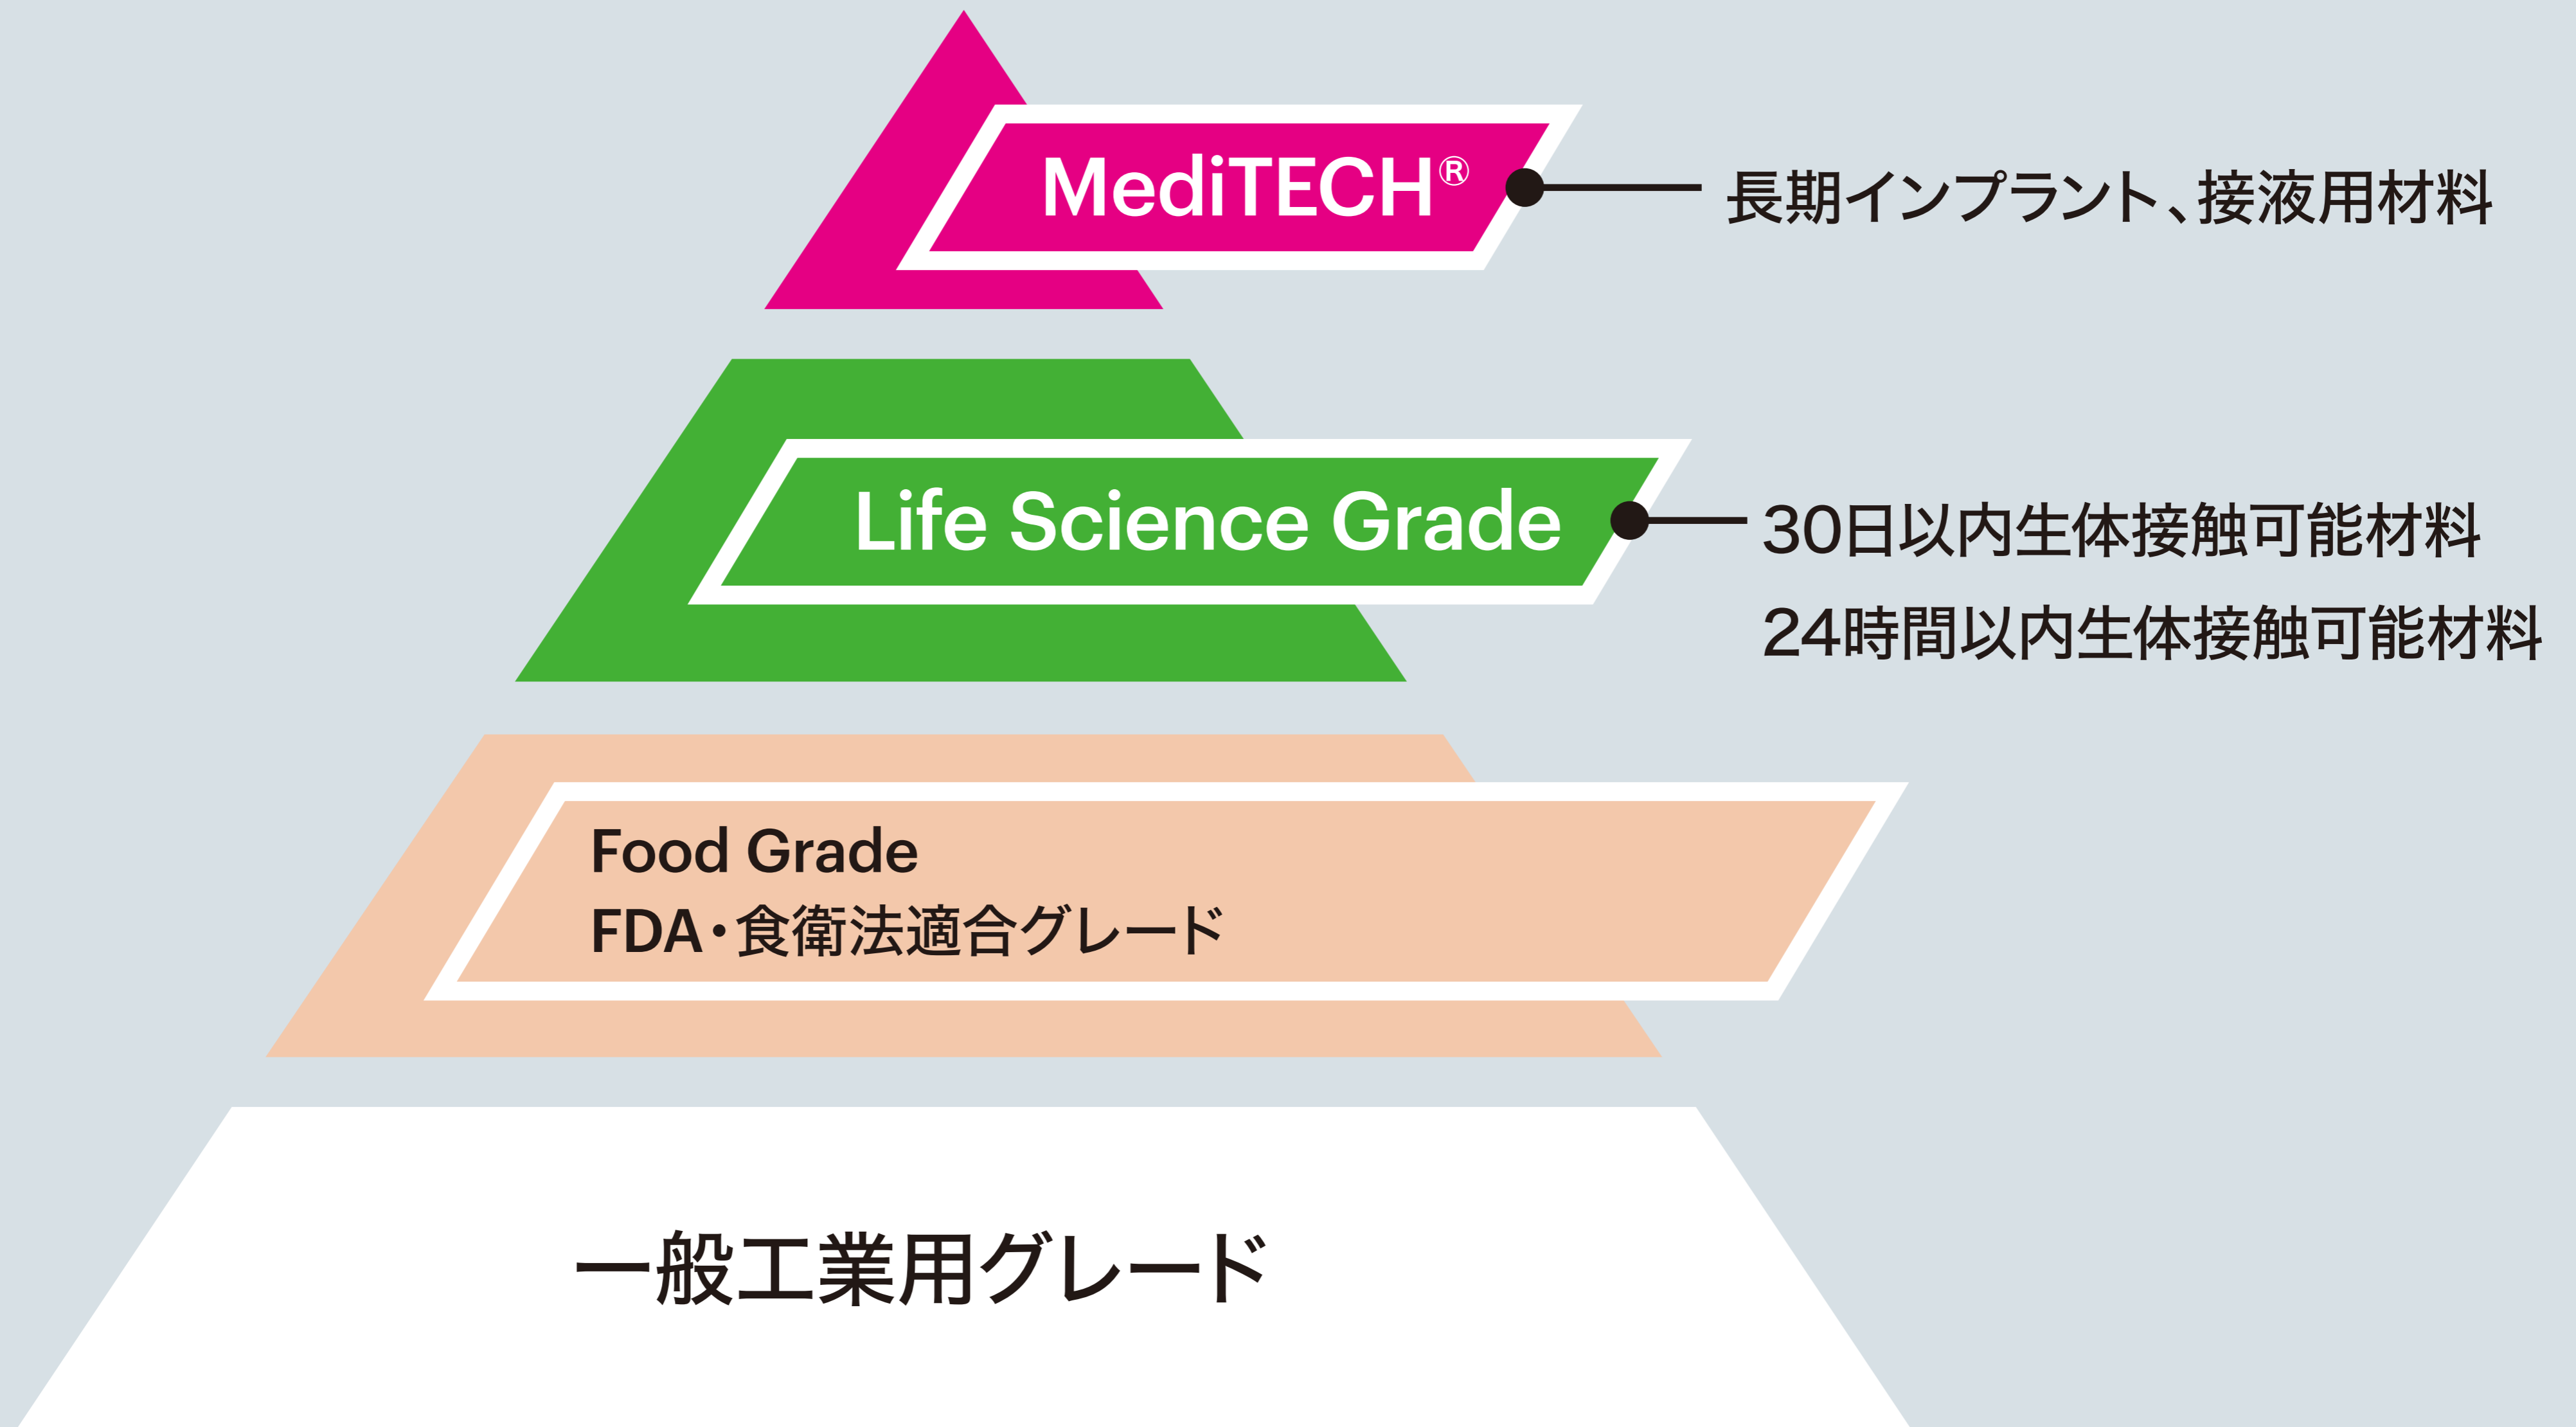 MediTECH®
長期インプラント、接液用材料
Life Science Grade
30日以内生体接触可能材料
24時間以内生体接触可能材料
Food Grade
FDA・食衛法適合グレード
一般工業用グレード